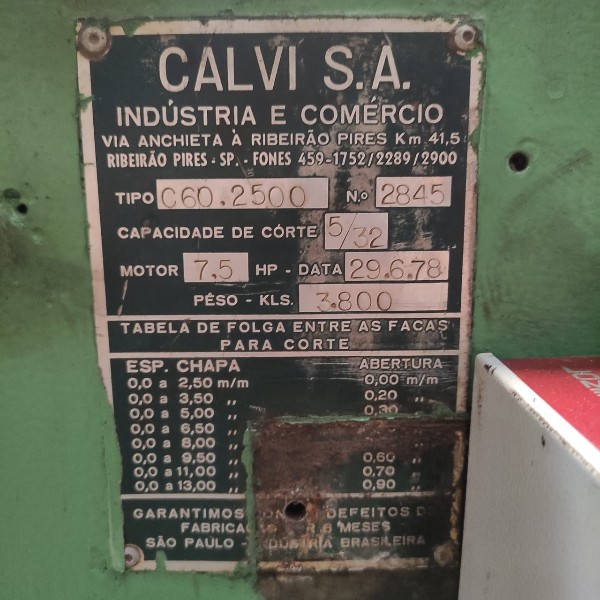 CALVI S.A.
INDÚSTRIA E COMÉRCIO
VIA ANCHIETA À RIBEIRÃO PIRES Km 41,5
RIBEIRÃO PIRES - SP. - FONES 459-1752/2289/2900
TIPO C60.2500 N.o 2845
CAPACIDADE DE CÓRTE 5/32
MOTOR 7,5 HP - DATA 29.6.78
PÊSO - KLS. 3.800
TABELA DE FOLGA ENTRE AS FACAS
PARA CORTE
ESP. CHAPA ABERTURA
0,0 a 2,50 m/m 0,00 m/m
0,0 a 3,50 " 0,20 "
0,0 a 5,00 " 0,30
0,0 a 6,50 "
0,0 a 8,00 "
0,0 a 9,50 " 0,60 "
0,0 a 11,00 " 0,70
0,0 a 13,00 " 0,90
GARANTIMOS DEFEITOS
FABRICA 6 MESES
SÃO PAULO - INDÚSTRIA BRASILEIRA